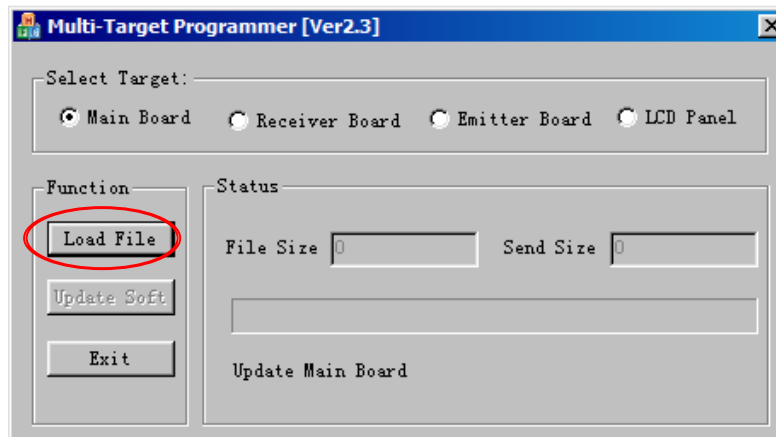 Multi-Target Programmer [Ver2.3]
Select Target:
Main Board Receiver Board Emitter Board LCD Panel
Function
Status
Load File
File Size 0 Send Size 0
Update Soft
Exit
Update Main Board